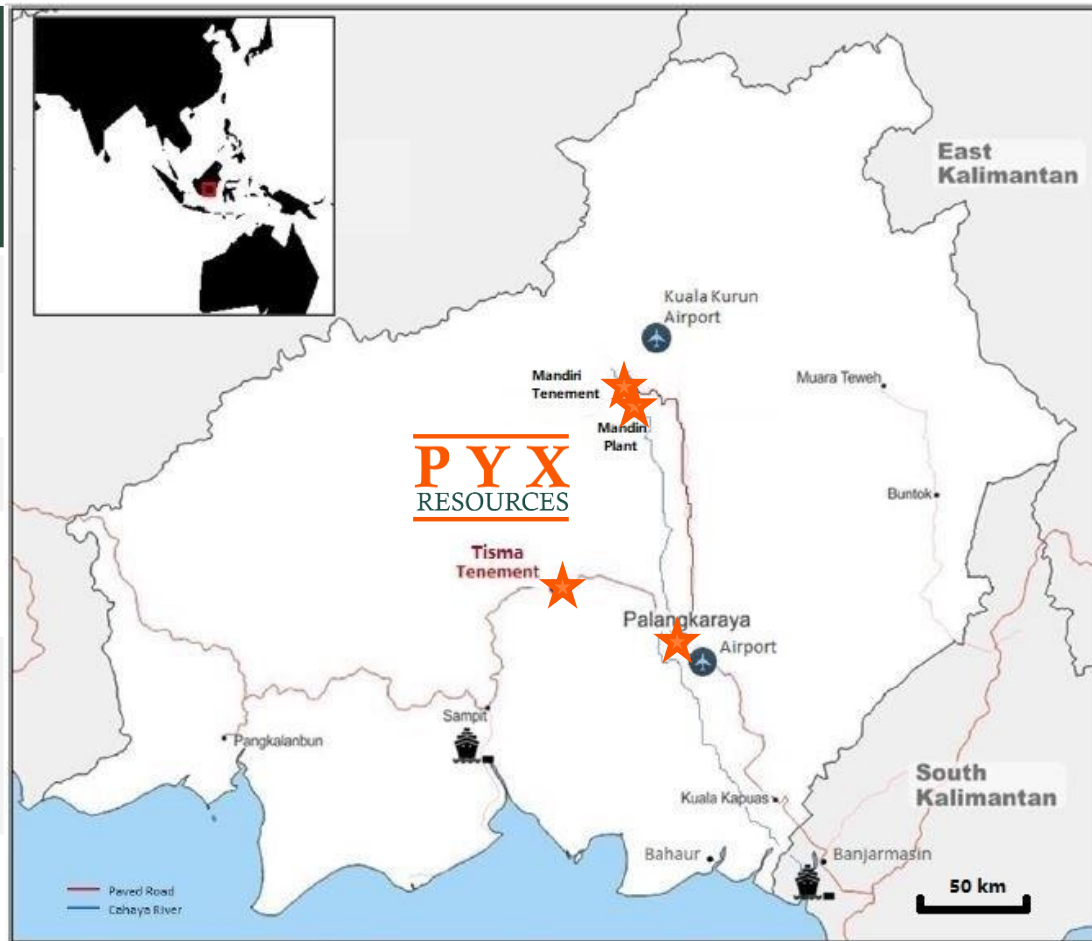 East
Kalimantan
Kuala Kurun
Airport
Mandiri
Tenement
Muara Teweh
Mandiri
Plant
PYX
RESOURCES
Buntok
Tisma
Tenement
Palangkaraya
Airport
Sampit
Pangkalanbun
South
Kalimantan
Kuala Kapuas
Bahaur
Banjarmasin
Paved Road
Cahaya River
50 km